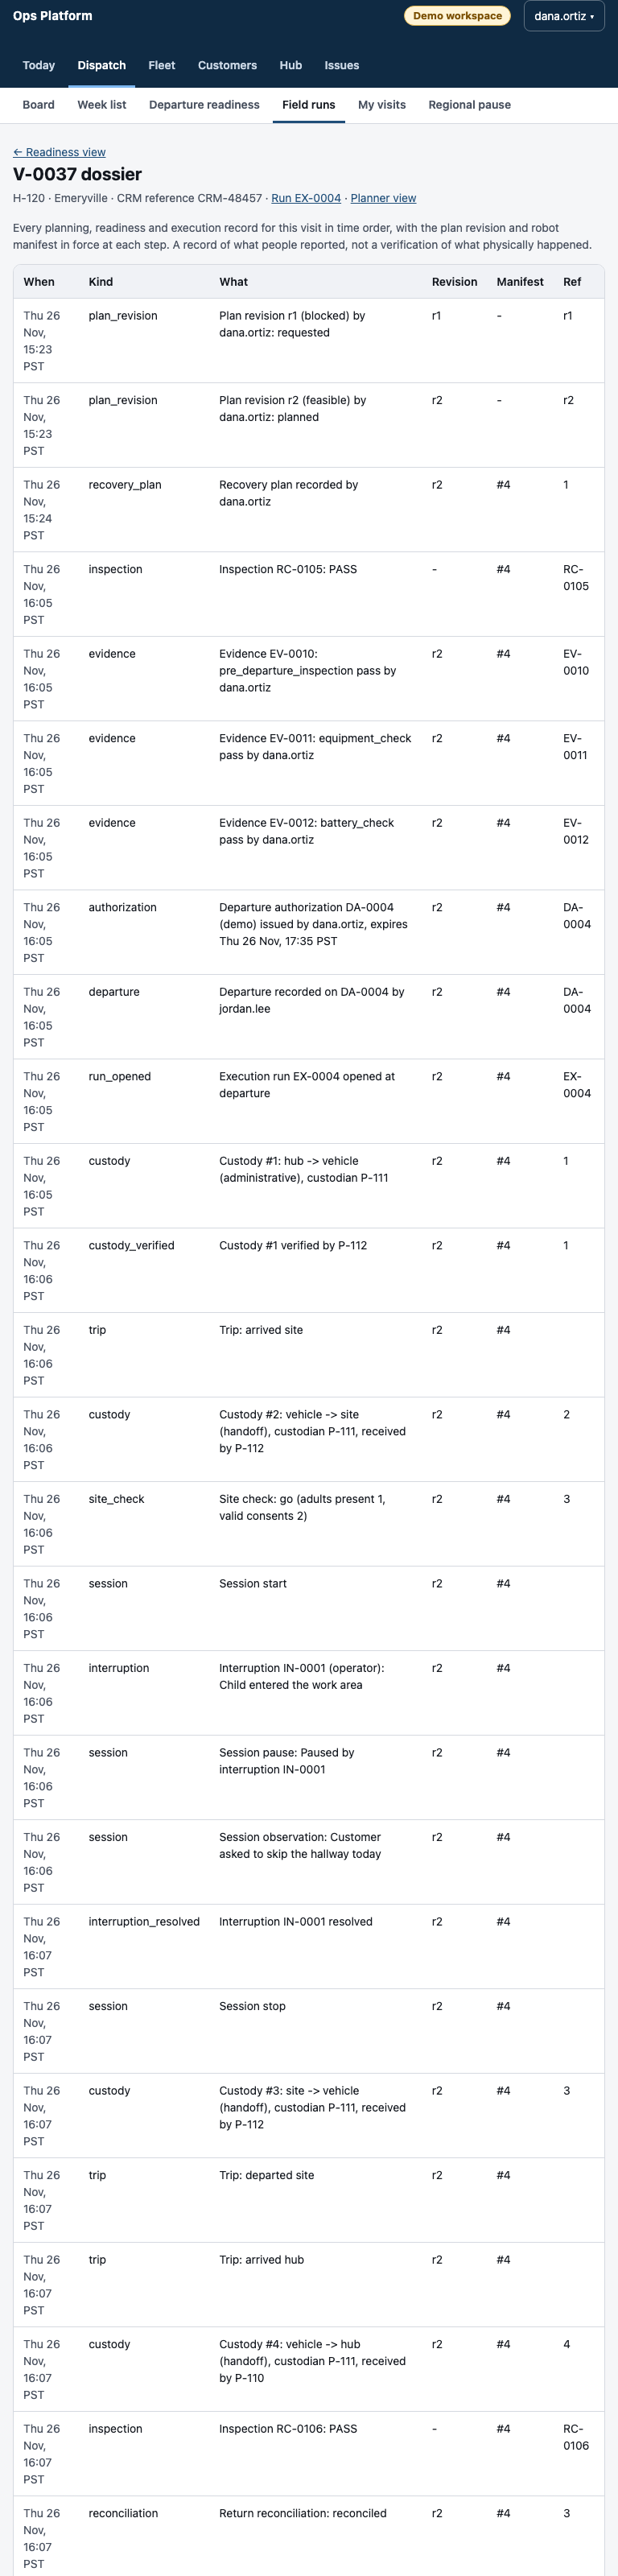 Ops Platform
Demo workspace
dana.ortiz ▾
Today Dispatch Fleet Customers Hub Issues
Board Week list Departure readiness Field runs My visits Regional pause
← Readiness view
V-0037 dossier
H-120 · Emeryville · CRM reference CRM-48457 · Run EX-0004 · Planner view
Every planning, readiness and execution record for this visit in time order, with the plan revision and robot
manifest in force at each step. A record of what people reported, not a verification of what physically happened.
When Kind What Revision Manifest Ref
Thu 26 plan_revision Plan revision r1 (blocked) by r1 - r1
Nov, dana.ortiz: requested
15:23
PST
Thu 26 plan_revision Plan revision r2 (feasible) by r2 - r2
Nov, dana.ortiz: planned
15:23
PST
Thu 26 recovery_plan Recovery plan recorded by r2 #4 1
Nov, dana.ortiz
15:24
PST
Thu 26 inspection Inspection RC-0105: PASS - #4 RC-
Nov, 0105
16:05
PST
Thu 26 evidence Evidence EV-0010: r2 #4 EV-
Nov, pre_departure_inspection pass by 0010
16:05 dana.ortiz
PST
Thu 26 evidence Evidence EV-0011: equipment_check r2 #4 EV-
Nov, pass by dana.ortiz 0011
16:05
PST
Thu 26 evidence Evidence EV-0012: battery_check r2 #4 EV-
Nov, pass by dana.ortiz 0012
16:05
PST
Thu 26 authorization Departure authorization DA-0004 r2 #4 DA-
Nov, (demo) issued by dana.ortiz, expires 0004
16:05 Thu 26 Nov, 17:35 PST
PST
Thu 26 departure Departure recorded on DA-0004 by r2 #4 DA-
Nov, jordan.lee 0004
16:05
PST
Thu 26 run_opened Execution run EX-0004 opened at r2 #4 EX-
Nov, departure 0004
16:05
PST
Thu 26 custody Custody #1: hub -> vehicle r2 #4 1
Nov, (administrative), custodian P-111
16:05
PST
Thu 26 custody_verified Custody #1 verified by P-112 r2 #4 1
Nov,
16:06
PST
Thu 26 trip Trip: arrived site r2 #4
Nov,
16:06
PST
Thu 26 custody Custody #2: vehicle -> site r2 #4 2
Nov, (handoff), custodian P-111, received
16:06 by P-112
PST
Thu 26 site_check Site check: go (adults present 1, r2 #4 3
Nov, valid consents 2)
16:06
PST
Thu 26 session Session start r2 #4
Nov,
16:06
PST
Thu 26 interruption Interruption IN-0001 (operator): r2 #4
Nov, Child entered the work area
16:06
PST
Thu 26 session Session pause: Paused by r2 #4
Nov, interruption IN-0001
16:06
PST
Thu 26 session Session observation: Customer r2 #4
Nov, asked to skip the hallway today
16:06
PST
Thu 26 interruption_resolved Interruption IN-0001 resolved r2 #4
Nov,
16:07
PST
Thu 26 session Session stop r2 #4
Nov,
16:07
PST
Thu 26 custody Custody #3: site -> vehicle r2 #4 3
Nov, (handoff), custodian P-111, received
16:07 by P-112
PST
Thu 26 trip Trip: departed site r2 #4
Nov,
16:07
PST
Thu 26 trip Trip: arrived hub r2 #4
Nov,
16:07
PST
Thu 26 custody Custody #4: vehicle -> hub r2 #4 4
Nov, (handoff), custodian P-111, received
16:07 by P-110
PST
Thu 26 inspection Inspection RC-0106: PASS - #4 RC-
Nov, 0106
16:07
PST
Thu 26 reconciliation Return reconciliation: reconciled r2 #4 3
Nov,
16:07
PST